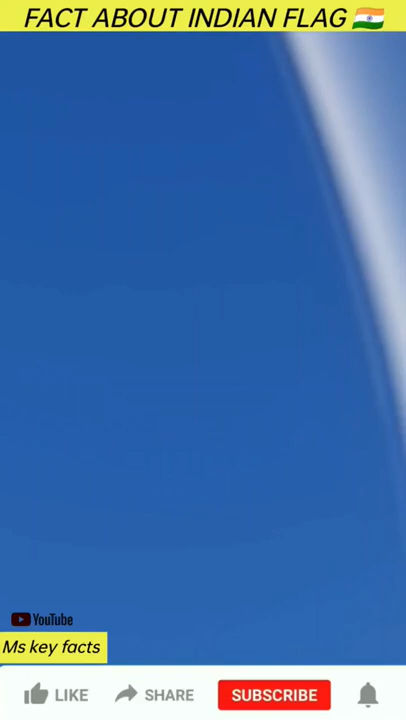 FACT ABOUT INDIAN FLAG 🇮🇳
YouTube
Ms key facts
LIKE
SHARE
SUBSCRIBE